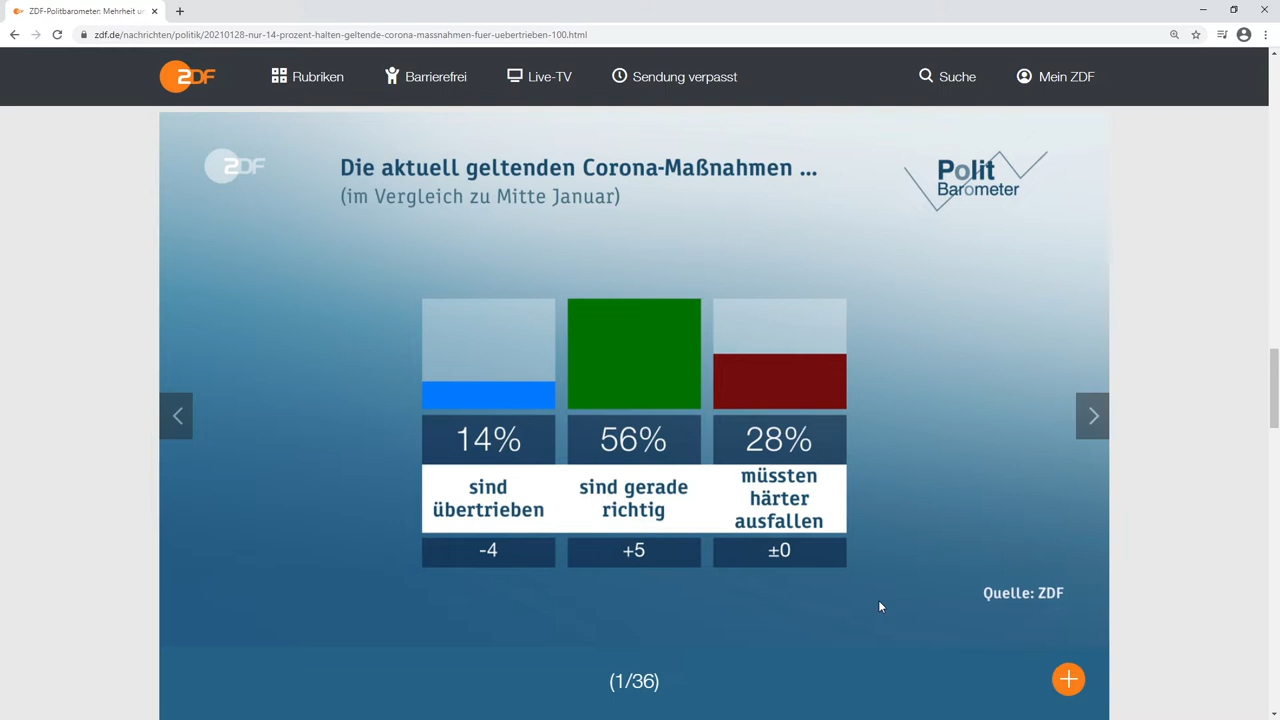 ZDF-Politbarometer: Mehrheit u
zdf.de/nachrichten/politik/20210128-nur-14-prozent-halten-geltende-corona-massnahmen-fuer-uebertrieben-100.html
ZDF Rubriken Barrierefrei Live-TV Sendung verpasst Suche Mein ZDF
ZDF
Die aktuell geltenden Corona-Maßnahmen ...
(im Vergleich zu Mitte Januar)
Polit
Barometer
14% 56% 28%
sind übertrieben
sind gerade richtig
müssten härter ausfallen
-4 +5 ±0
Quelle: ZDF
(1/36)